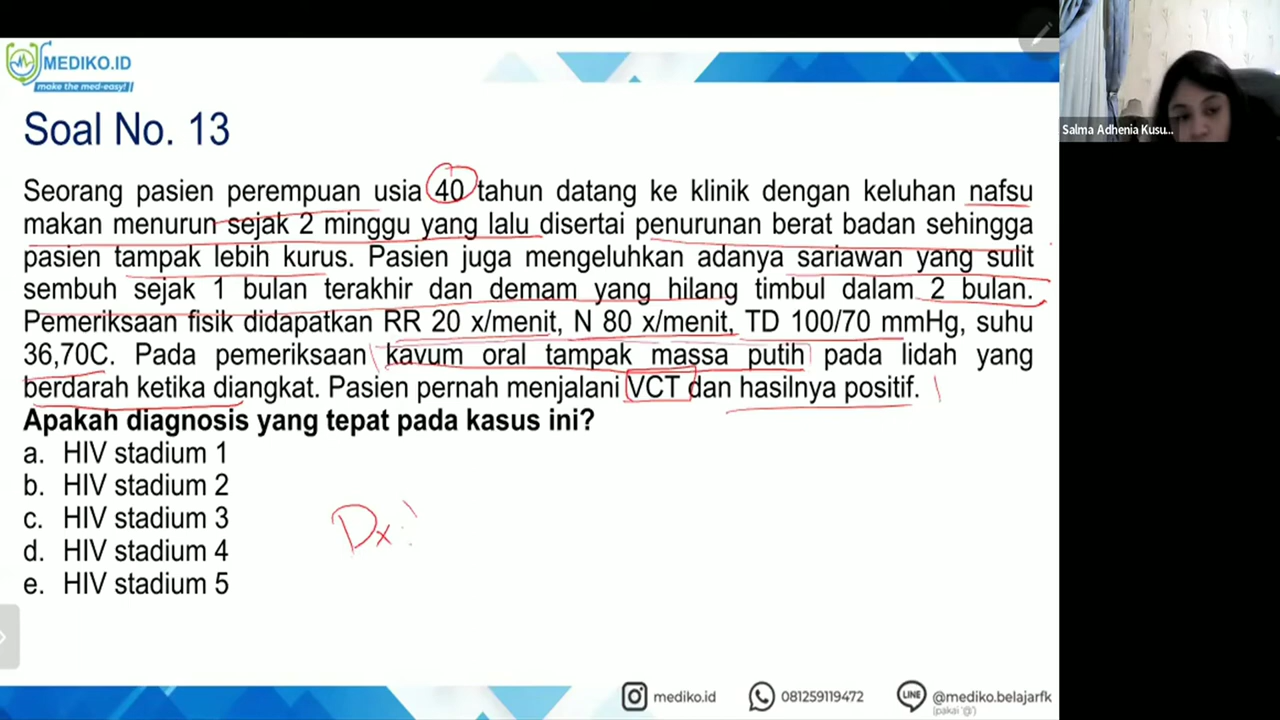 MEDIKO.ID
make the med-easy!
Salma Adhenia Kusu...
Soal No. 13
Seorang pasien perempuan usia 40 tahun datang ke klinik dengan keluhan nafsu
makan menurun sejak 2 minggu yang lalu disertai penurunan berat badan sehingga
pasien tampak lebih kurus. Pasien juga mengeluhkan adanya sariawan yang sulit
sembuh sejak 1 bulan terakhir dan demam yang hilang timbul dalam 2 bulan.
Pemeriksaan fisik didapatkan RR 20 x/menit, N 80 x/menit, TD 100/70 mmHg, suhu
36,70C. Pada pemeriksaan kavum oral tampak massa putih pada lidah yang
berdarah ketika diangkat. Pasien pernah menjalani VCT dan hasilnya positif.
Apakah diagnosis yang tepat pada kasus ini?
a. HIV stadium 1
b. HIV stadium 2
c. HIV stadium 3
d. HIV stadium 4
e. HIV stadium 5
Dx:
mediko.id
081259119472
LINE
@mediko.belajarfk
(pakai '@')